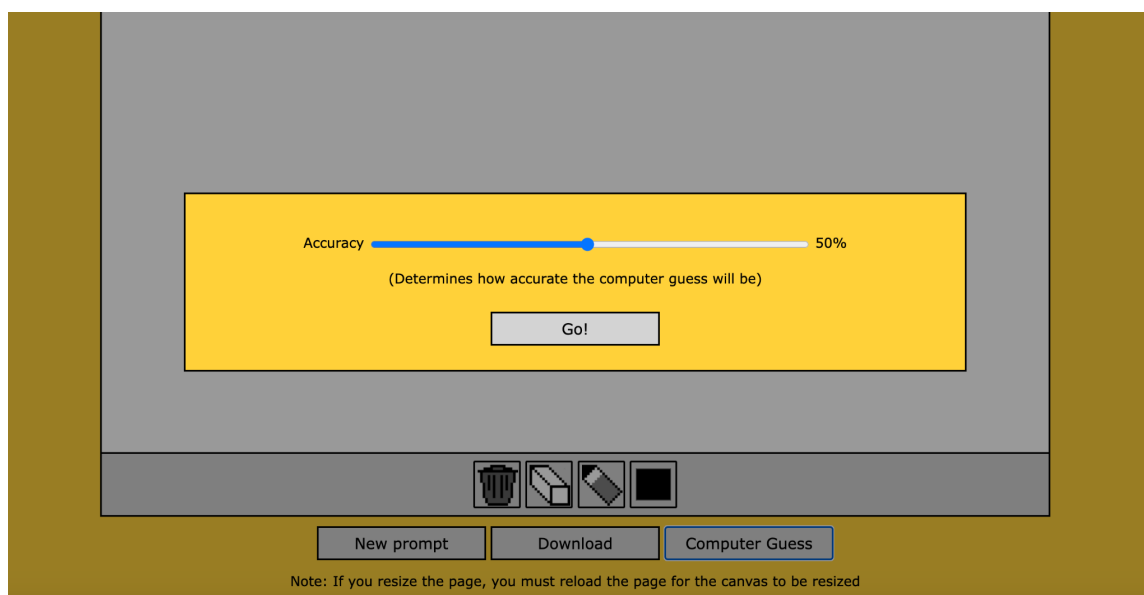 Accuracy 50%
(Determines how accurate the computer guess will be)
Go!
New prompt Download Computer Guess
Note: If you resize the page, you must reload the page for the canvas to be resized